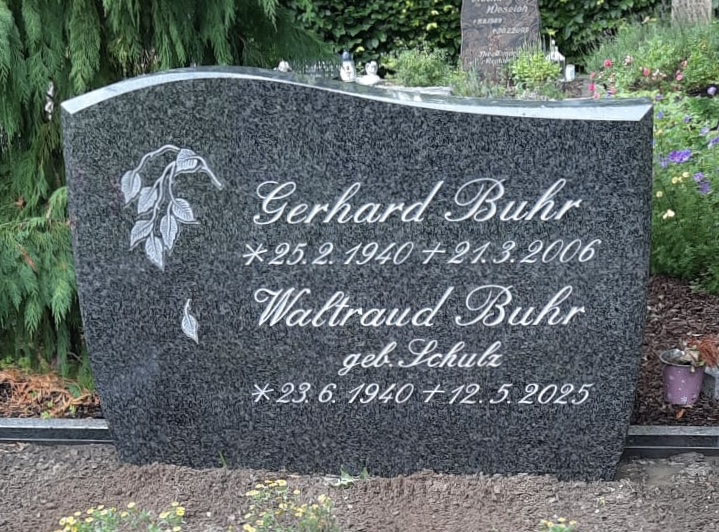 Gerhard Buhr
*25.2.1940 +21.3.2006
Waltraud Buhr
geb. Schulz
*23.6.1940 +12.5.2025